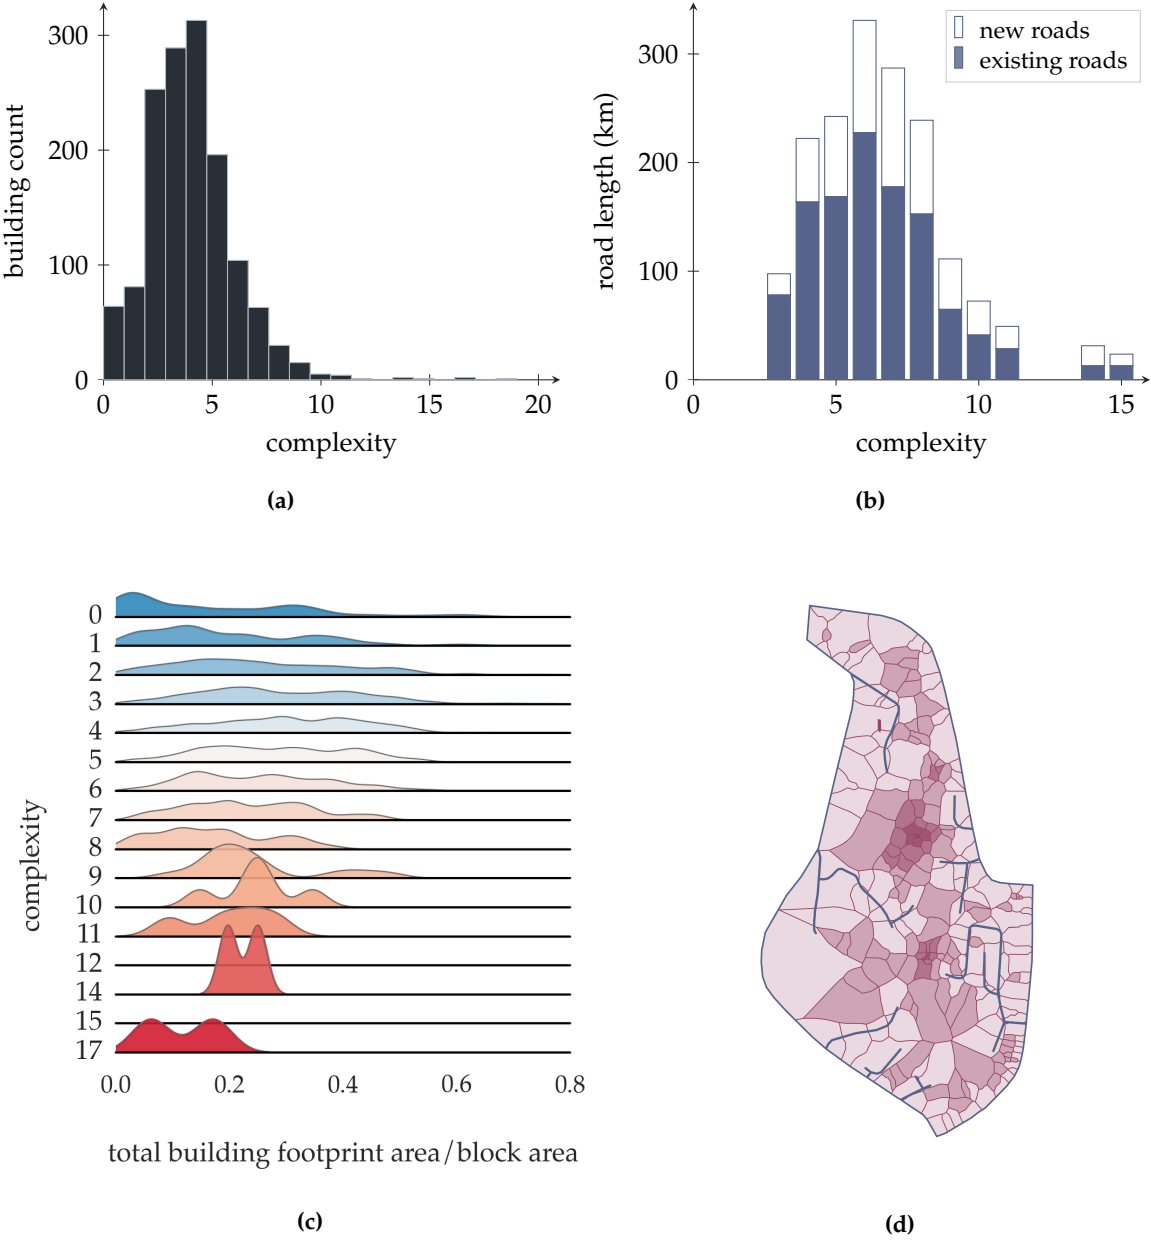 300
200
100
0
building count
0 5 10 15 20
complexity
(a)
new roads
existing roads
300
200
100
0
road length (km)
0 5 10 15
complexity
(b)
0
1
2
3
4
5
6
7
8
9
10
11
12
14
15
17
complexity
0.0 0.2 0.4 0.6 0.8
total building footprint area/block area
(c)
(d)